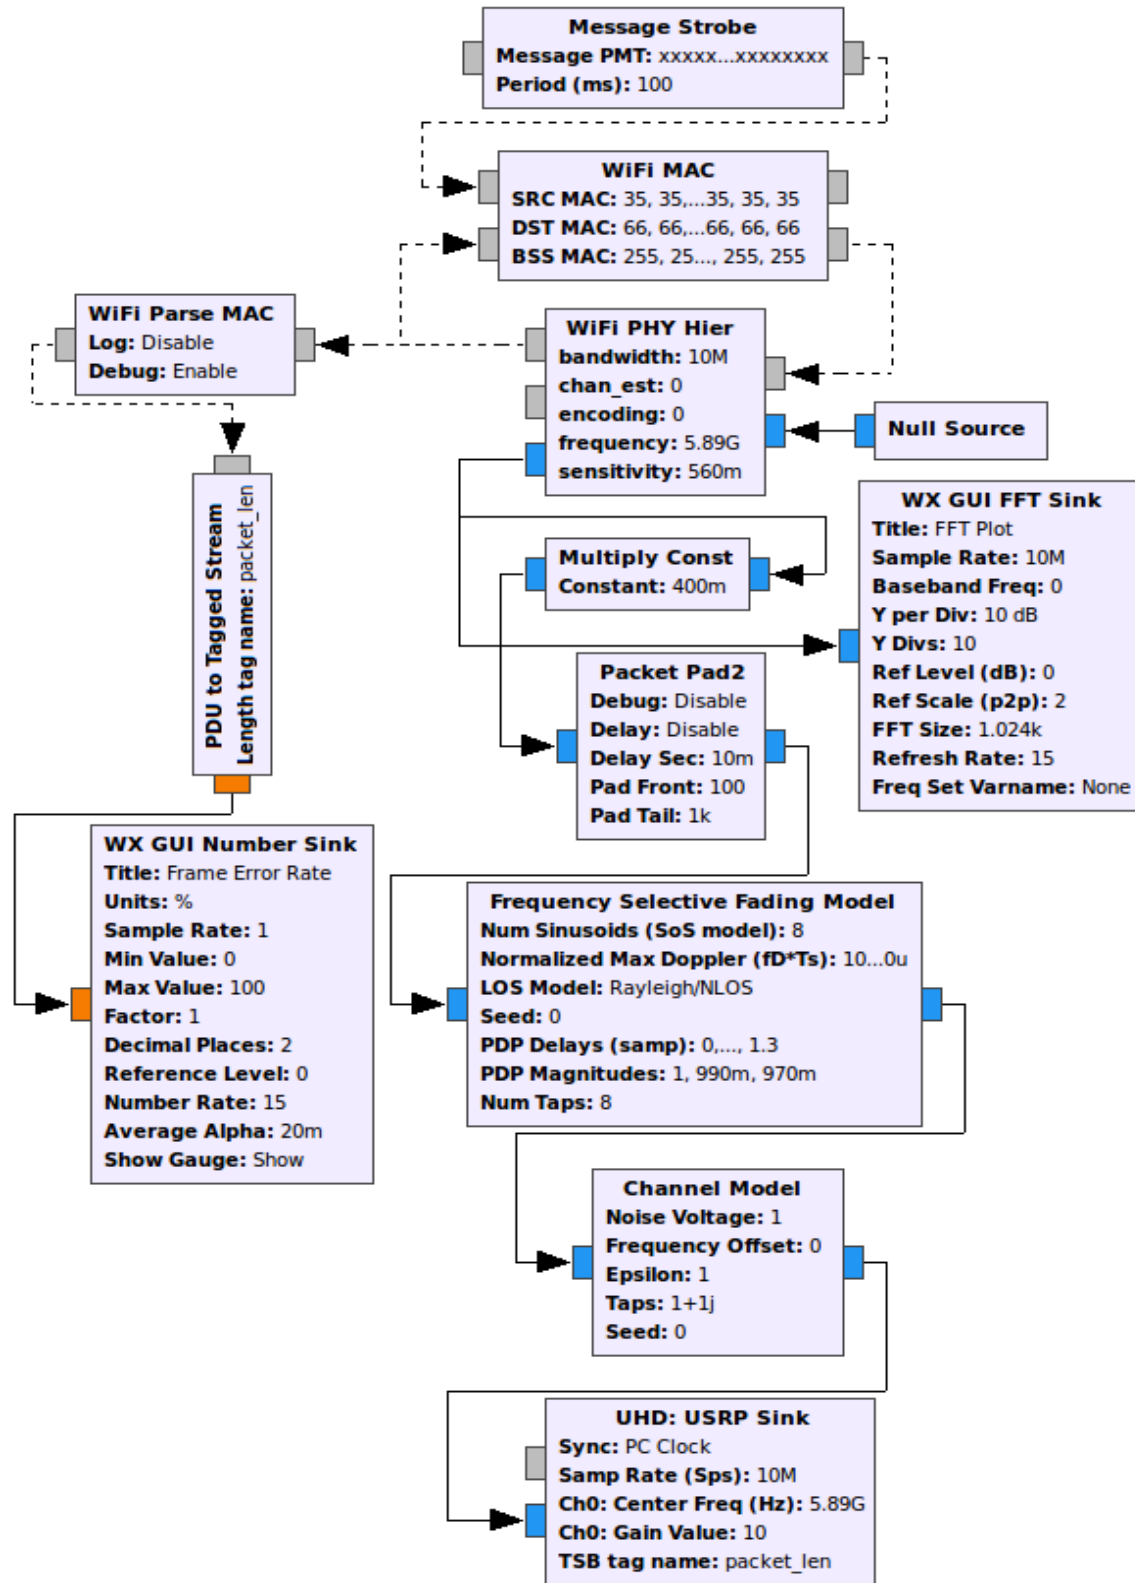 Message Strobe
Message PMT: xxxxx...xxxxxxxx
Period (ms): 100
WiFi MAC
SRC MAC: 35, 35,...35, 35, 35
DST MAC: 66, 66,...66, 66, 66
BSS MAC: 255, 25..., 255, 255
WiFi Parse MAC
Log: Disable
Debug: Enable
WiFi PHY Hier
bandwidth: 10M
chan_est: 0
encoding: 0
frequency: 5.89G
sensitivity: 560m
Null Source
PDU to Tagged Stream
Length tag name: packet_len
Multiply Const
Constant: 400m
WX GUI FFT Sink
Title: FFT Plot
Sample Rate: 10M
Baseband Freq: 0
Y per Div: 10 dB
Y Divs: 10
Ref Level (dB): 0
Ref Scale (p2p): 2
FFT Size: 1.024k
Refresh Rate: 15
Freq Set Varname: None
Packet Pad2
Debug: Disable
Delay: Disable
Delay Sec: 10m
Pad Front: 100
Pad Tail: 1k
WX GUI Number Sink
Title: Frame Error Rate
Units: %
Sample Rate: 1
Min Value: 0
Max Value: 100
Factor: 1
Decimal Places: 2
Reference Level: 0
Number Rate: 15
Average Alpha: 20m
Show Gauge: Show
Frequency Selective Fading Model
Num Sinusoids (SoS model): 8
Normalized Max Doppler (fD*Ts): 10...0u
LOS Model: Rayleigh/NLOS
Seed: 0
PDP Delays (samp): 0,..., 1.3
PDP Magnitudes: 1, 990m, 970m
Num Taps: 8
Channel Model
Noise Voltage: 1
Frequency Offset: 0
Epsilon: 1
Taps: 1+1j
Seed: 0
UHD: USRP Sink
Sync: PC Clock
Samp Rate (Sps): 10M
Ch0: Center Freq (Hz): 5.89G
Ch0: Gain Value: 10
TSB tag name: packet_len